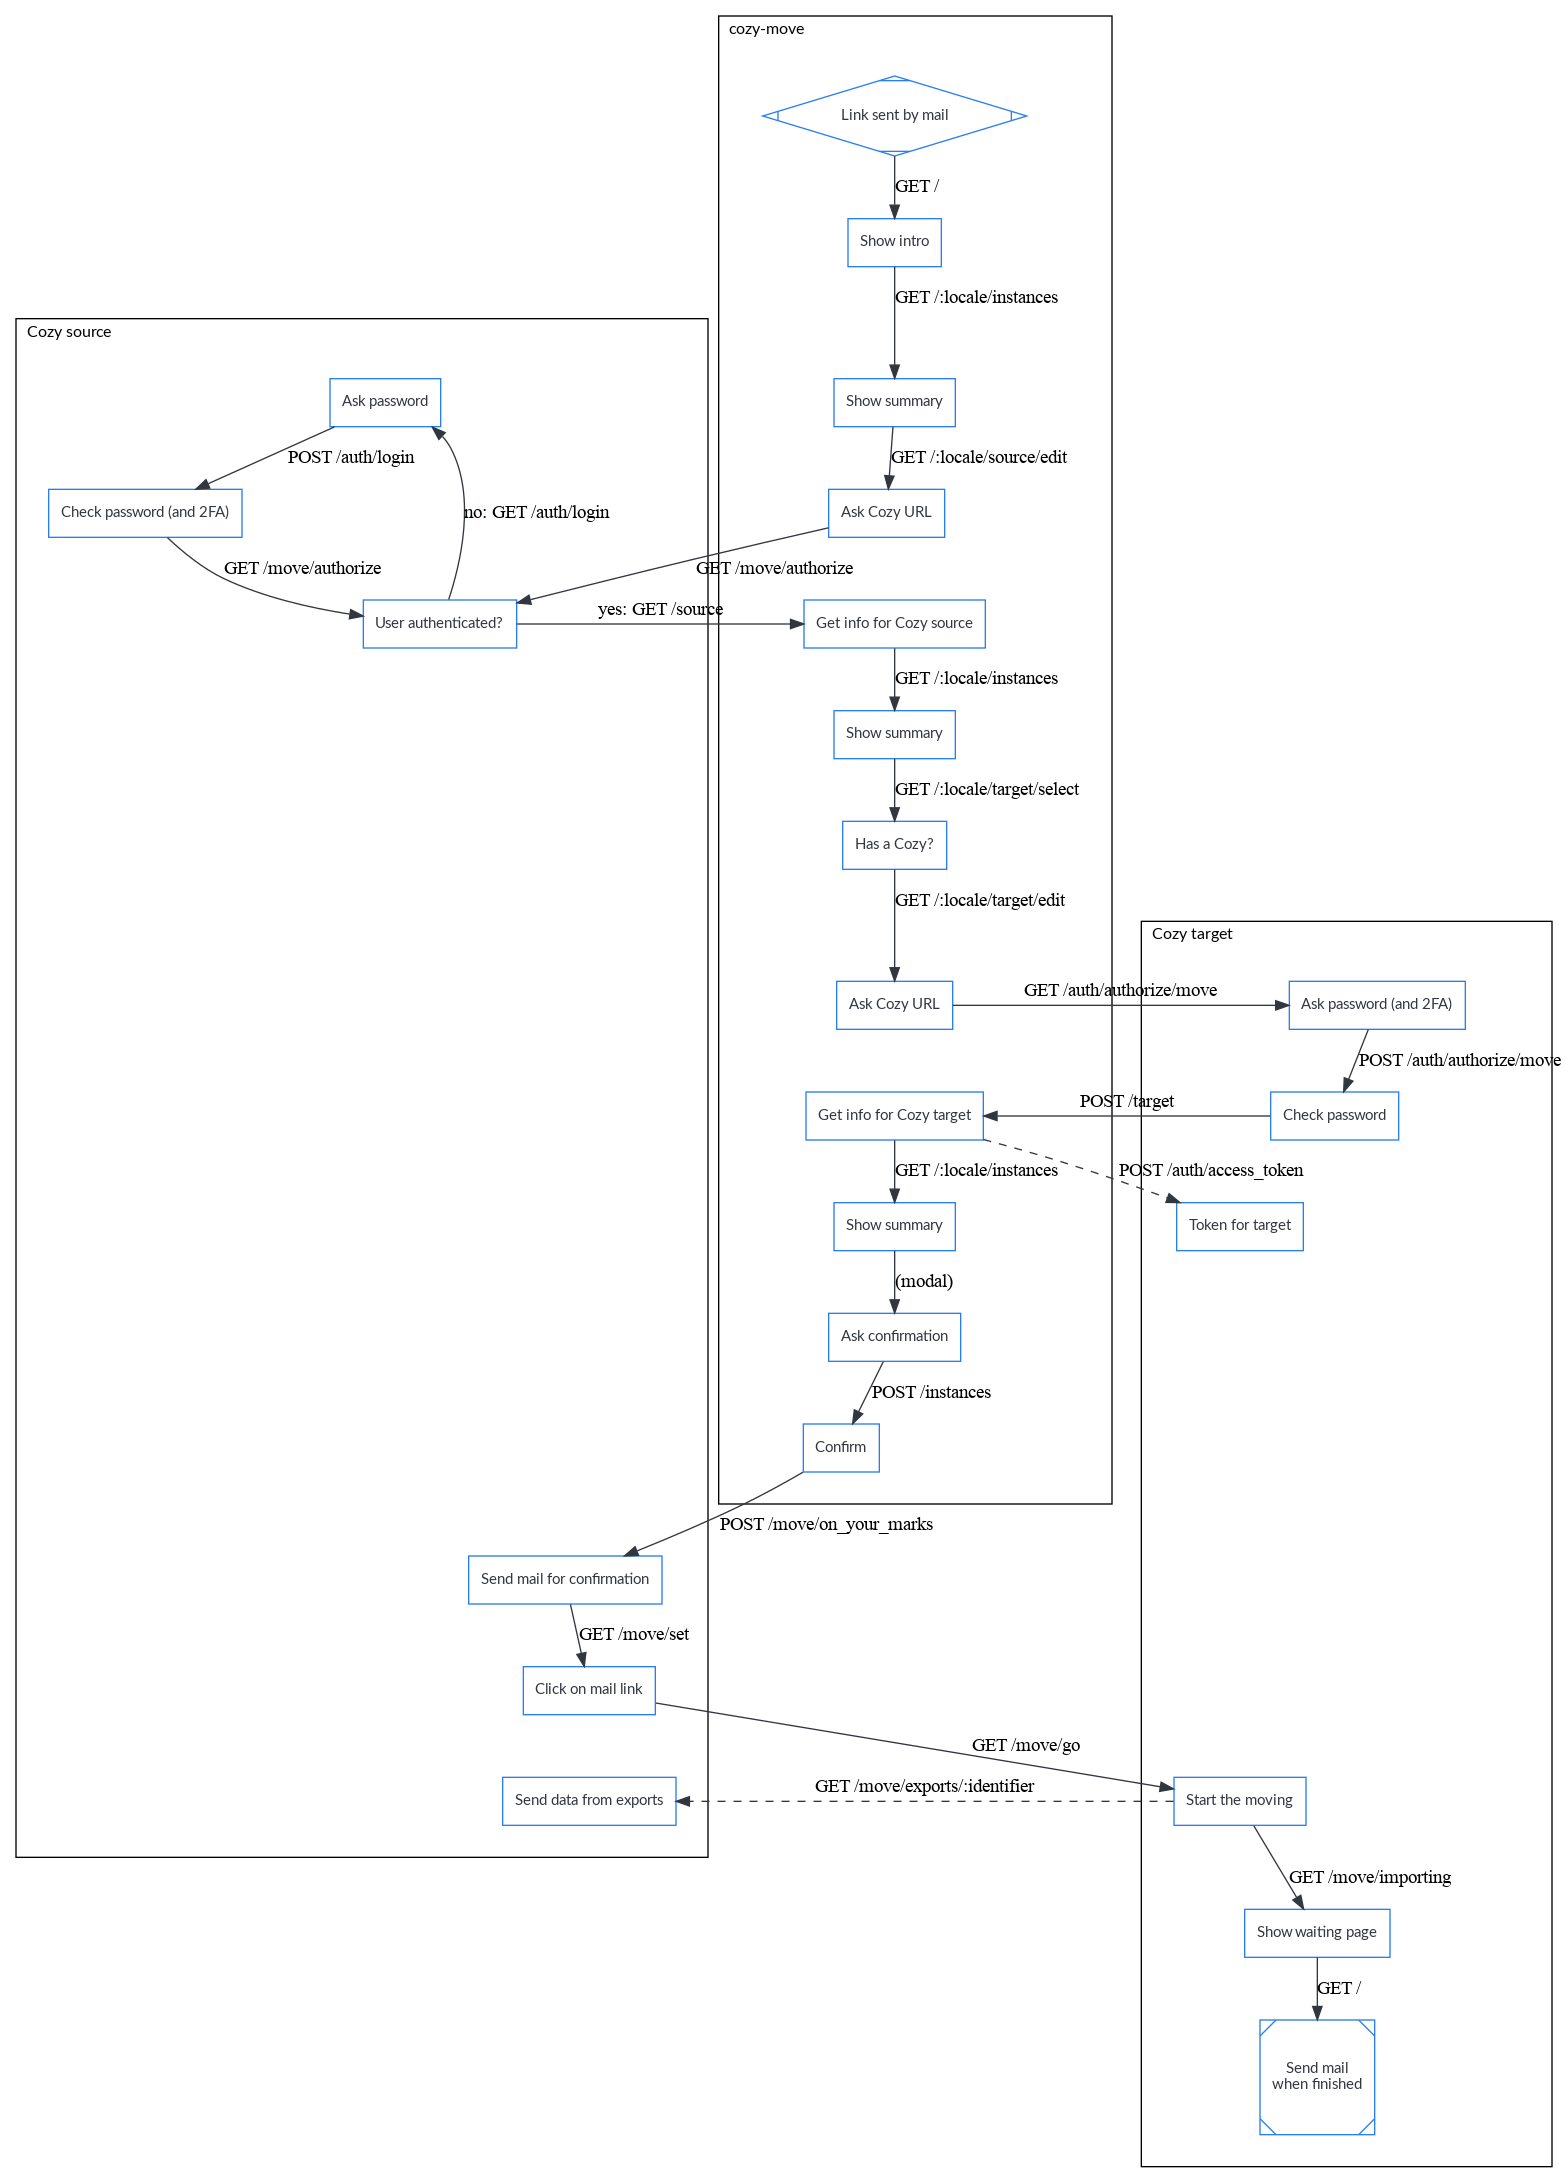 cozy-move
Link sent by mail
GET /
Show intro
GET /:locale/instances
Cozy source
Ask password
Show summary
POST /auth/login
GET /:locale/source/edit
Check password (and 2FA)
no: GET /auth/login
Ask Cozy URL
GET /move/authorize
GET /move/authorize
User authenticated?
yes: GET /source
Get info for Cozy source
GET /:locale/instances
Show summary
GET /:locale/target/select
Has a Cozy?
GET /:locale/target/edit
Cozy target
Ask Cozy URL
GET /auth/authorize/move
Ask password (and 2FA)
POST /auth/authorize/move
Get info for Cozy target
POST /target
Check password
GET /:locale/instances
POST /auth/access_token
Show summary
Token for target
(modal)
Ask confirmation
POST /instances
Confirm
POST /move/on_your_marks
Send mail for confirmation
GET /move/set
Click on mail link
GET /move/go
Send data from exports
GET /move/exports/:identifier
Start the moving
GET /move/importing
Show waiting page
GET /
Send mail
when finished